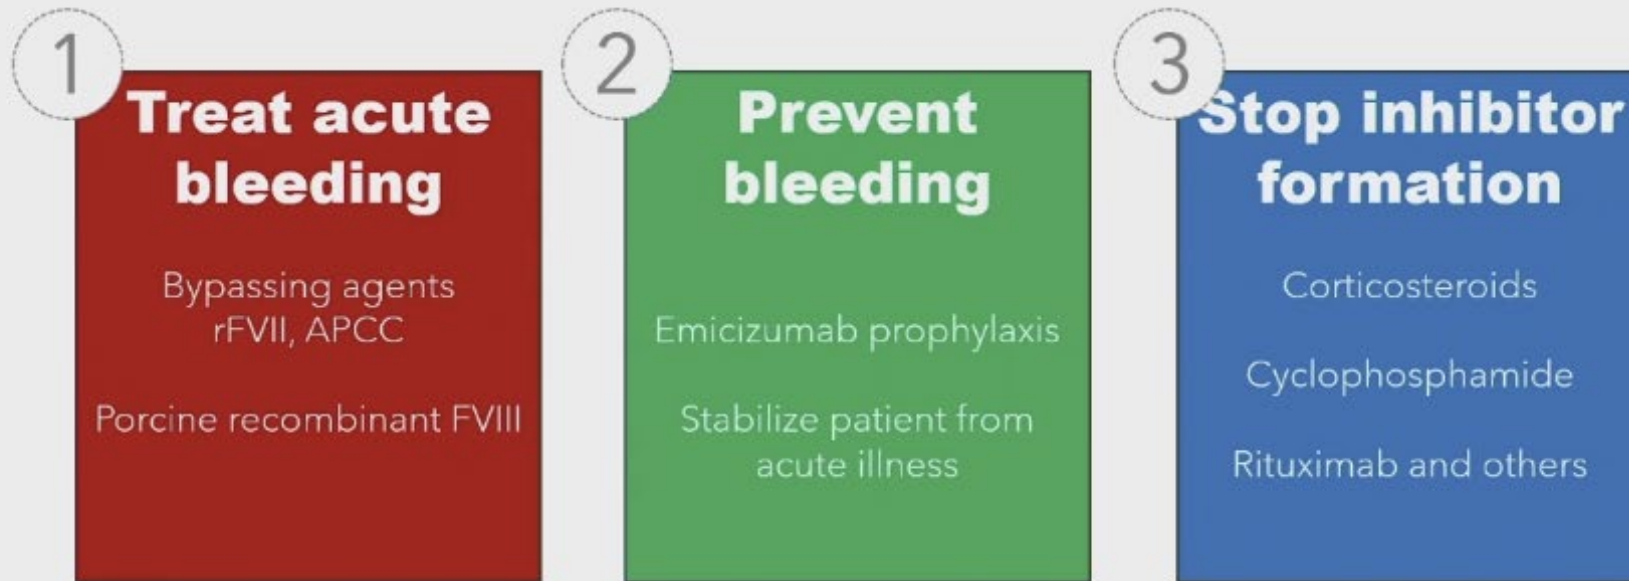 1
Treat acute
bleeding
Bypassing agents
rFVII, APCC
Porcine recombinant FVIII
2
Prevent
bleeding
Emicizumab prophylaxis
Stabilize patient from
acute illness
3
Stop inhibitor
formation
Corticosteroids
Cyclophosphamide
Rituximab and others